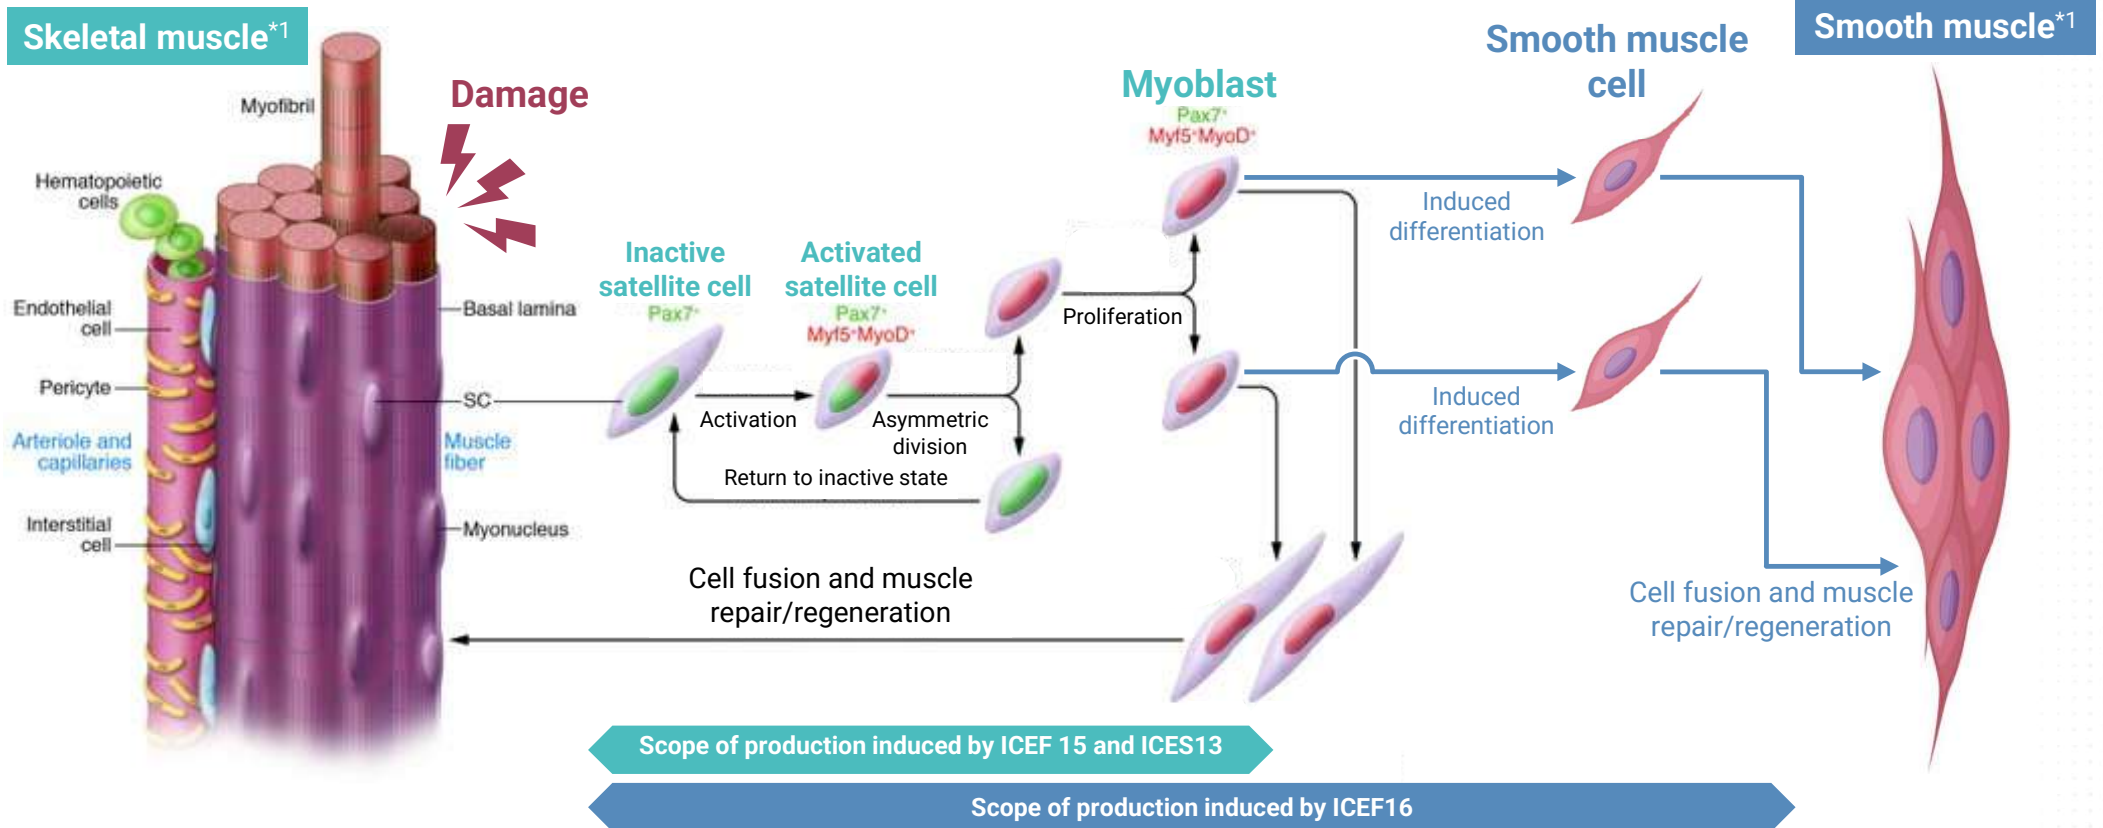 Skeletal muscle*1
Smooth muscle*1
Smooth muscle
cell
Damage
Myofibril
Myoblast
Pax7+
Myf5+MyoD+
Hematopoietic
cells
Induced
differentiation
Inactive
satellite cell
Pax7+
Activated
satellite cell
Pax7+
Myf5+MyoD+
Endothelial
cell
Basal lamina
Proliferation
Pericyte
SC
Activation
Asymmetric
division
Induced
differentiation
Arteriole and
capillaries
Muscle
fiber
Return to inactive state
Interstitial
cell
Myonucleus
Cell fusion and muscle
repair/regeneration
Cell fusion and muscle
repair/regeneration
Scope of production induced by ICEF 15 and ICES13
Scope of production induced by ICEF16